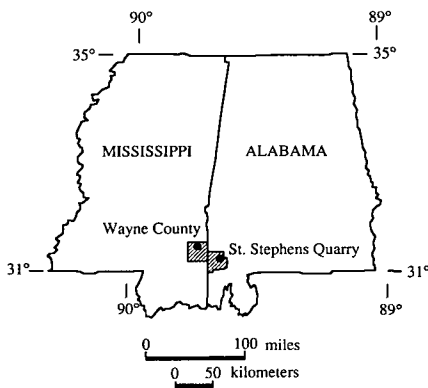 90° 89°
35° 35°
MISSISSIPPI ALABAMA
Wayne County
St. Stephens Quarry
31° 31°
90° 89°
0 100 miles
0 50 kilometers